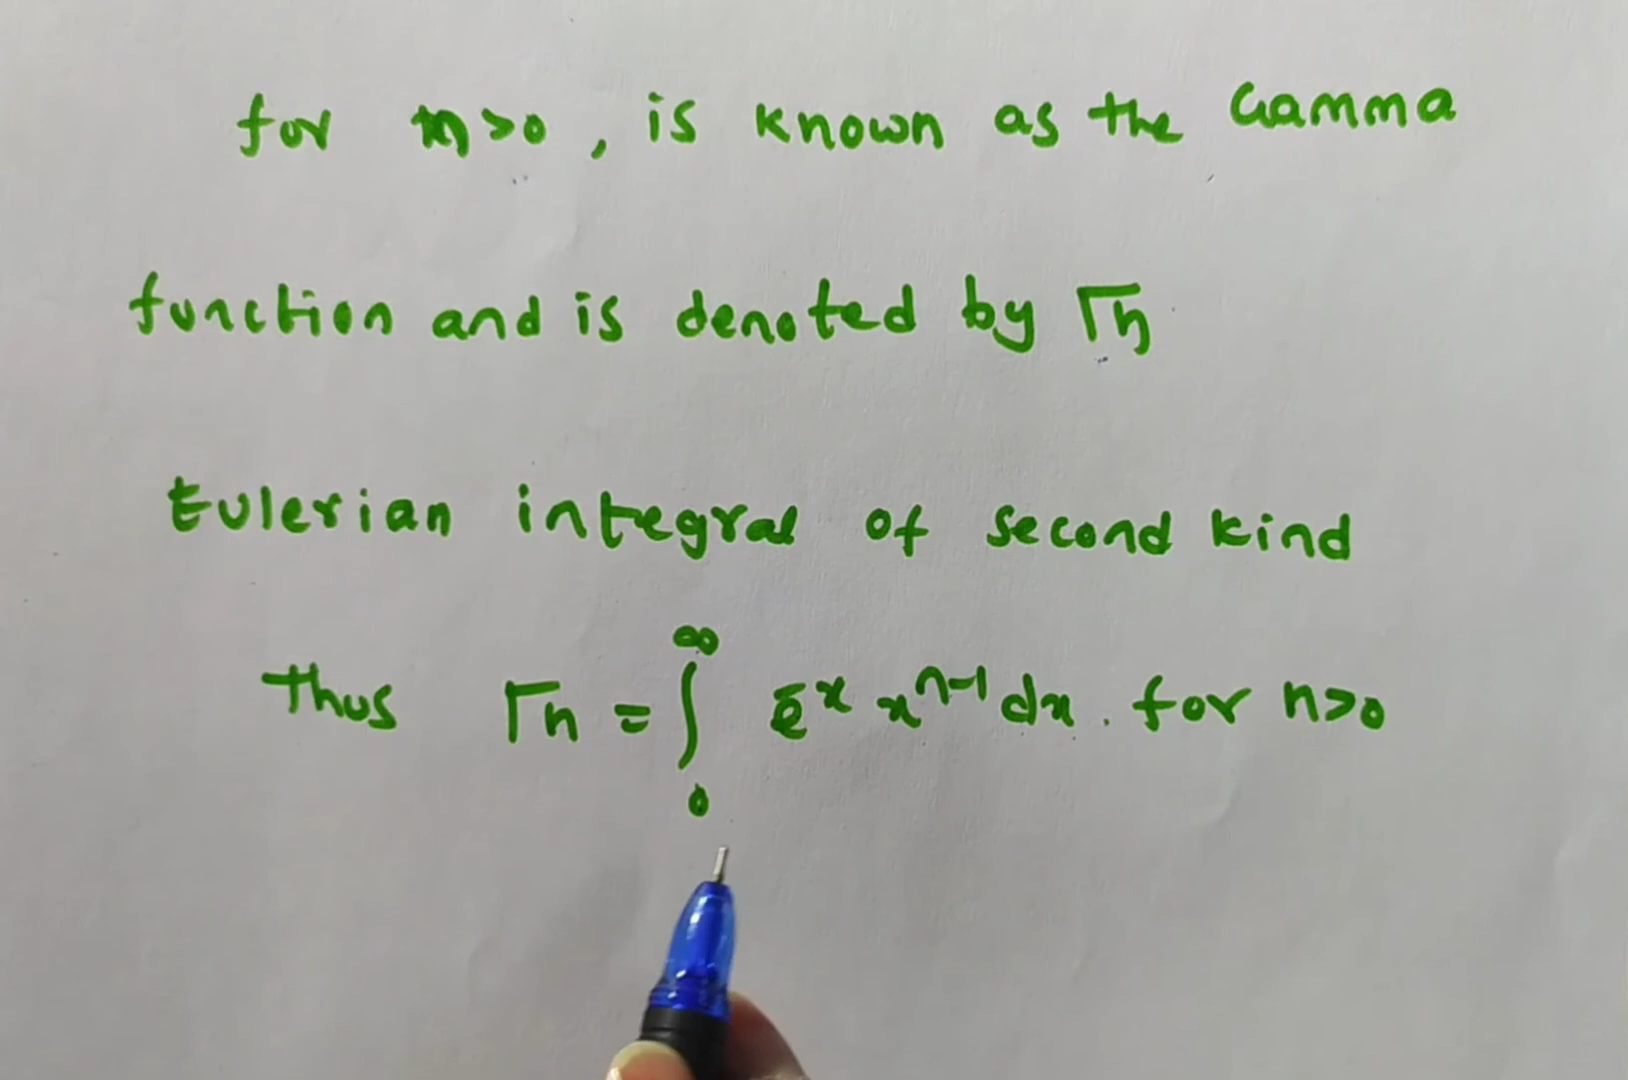 for n>0, is known as the Gamma
function and is denoted by Γn
Eulerian integral of second kind
Thus Γn = ∫₀^∞ e⁻ˣ xⁿ⁻¹ dx. for n>0